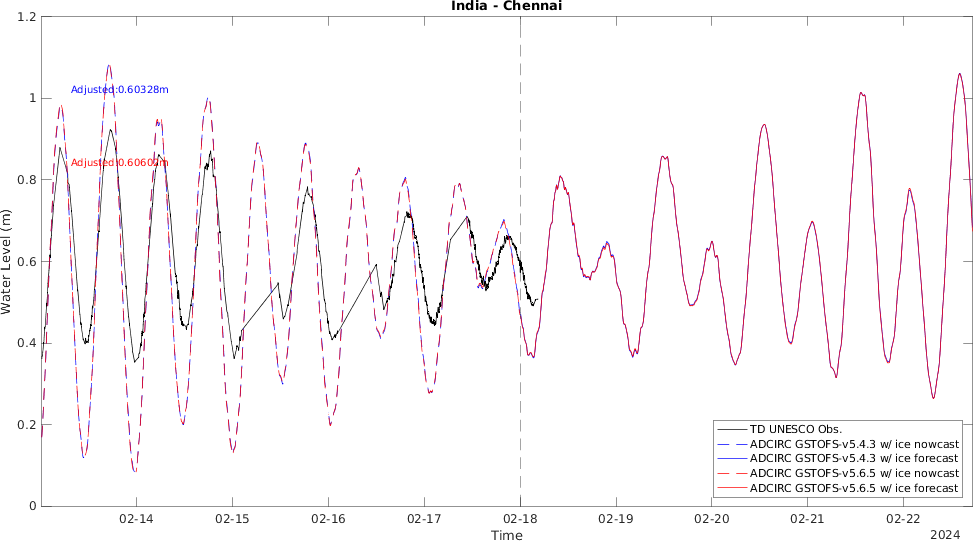 India - Chennai
1.2
1
0.8
0.6
0.4
0.2
0
Water Level (m)
Adjusted:0.60328m
TD UNESCO Obs.
ADCIRC GSTOFS-v5.4.3 w/ ice nowcast
ADCIRC GSTOFS-v5.4.3 w/ ice forecast
ADCIRC GSTOFS-v5.6.5 w/ ice nowcast
ADCIRC GSTOFS-v5.6.5 w/ ice forecast
02-14 02-15 02-16 02-17 02-18 02-19 02-20 02-21 02-22
Time
2024